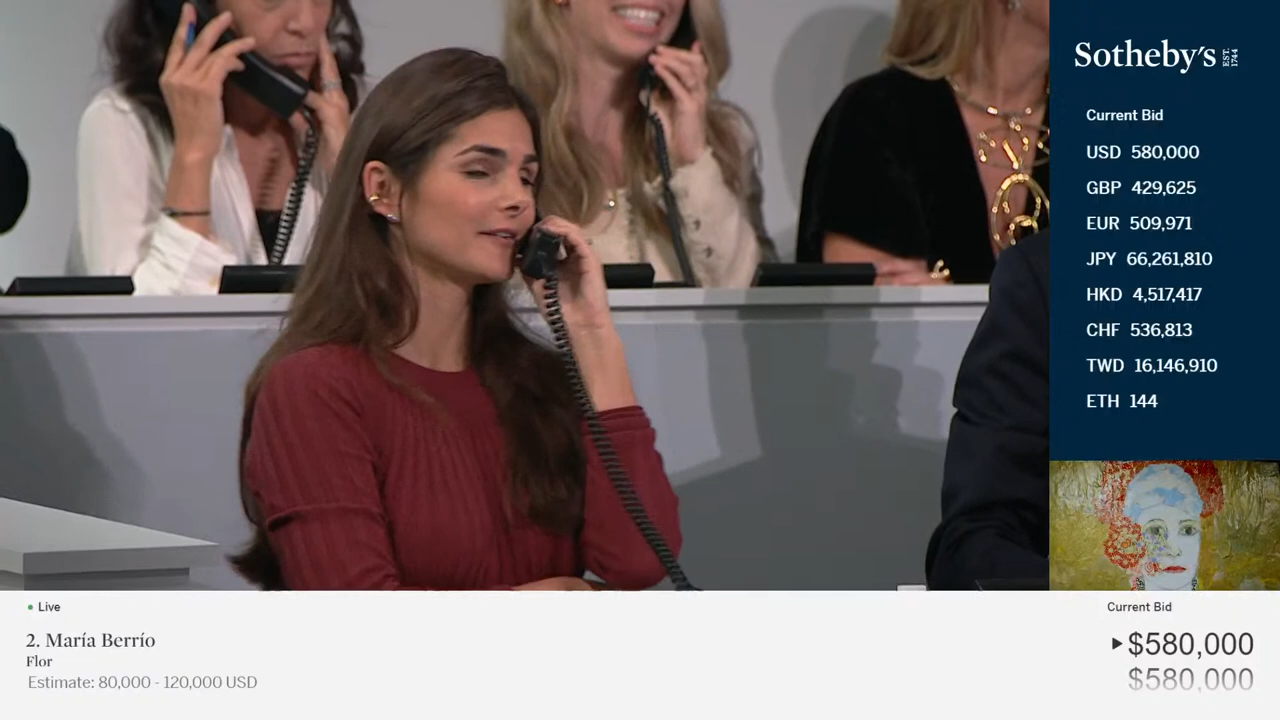 Sotheby's EST. 1744
Current Bid
USD 580,000
GBP 429,625
EUR 509,971
JPY 66,261,810
HKD 4,517,417
CHF 536,813
TWD 16,146,910
ETH 144
Live
2. María Berrío
Flor
Estimate: 80,000 - 120,000 USD
Current Bid
$580,000
$580,000